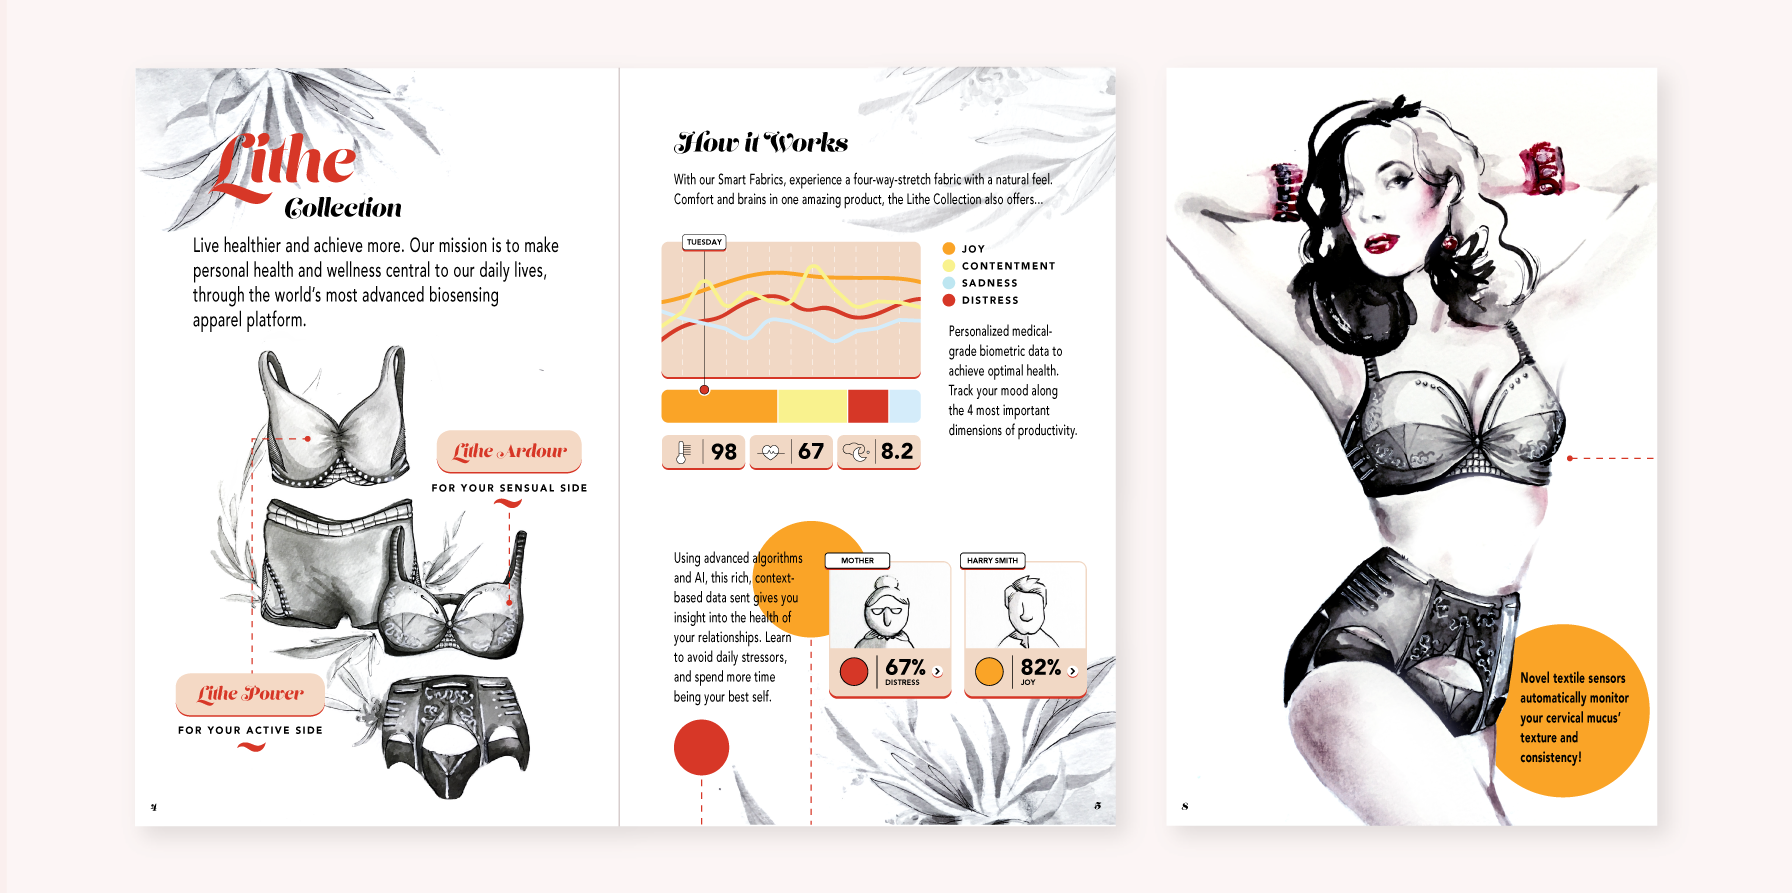 Lithe
Collection
Live healthier and achieve more. Our mission is to make
personal health and wellness central to our daily lives,
through the world's most advanced biosensing
apparel platform.
Lithe Ardour
FOR YOUR SENSUAL SIDE
Lithe Power
FOR YOUR ACTIVE SIDE
4
How it Works
With our Smart Fabrics, experience a four-way-stretch fabric with a natural feel.
Comfort and brains in one amazing product, the Lithe Collection also offers...
TUESDAY
JOY
CONTENTMENT
SADNESS
DISTRESS
Personalized medical-
grade biometric data to
achieve optimal health.
Track your mood along
the 4 most important
dimensions of productivity.
98
67
8.2
Using advanced algorithms
and AI, this rich, context-
based data sent gives you
insight into the health of
your relationships. Learn
to avoid daily stressors,
and spend more time
being your best self.
MOTHER
67%
DISTRESS
HARRY SMITH
82%
JOY
5
Novel textile sensors
automatically monitor
your cervical mucus'
texture and
consistency!
8